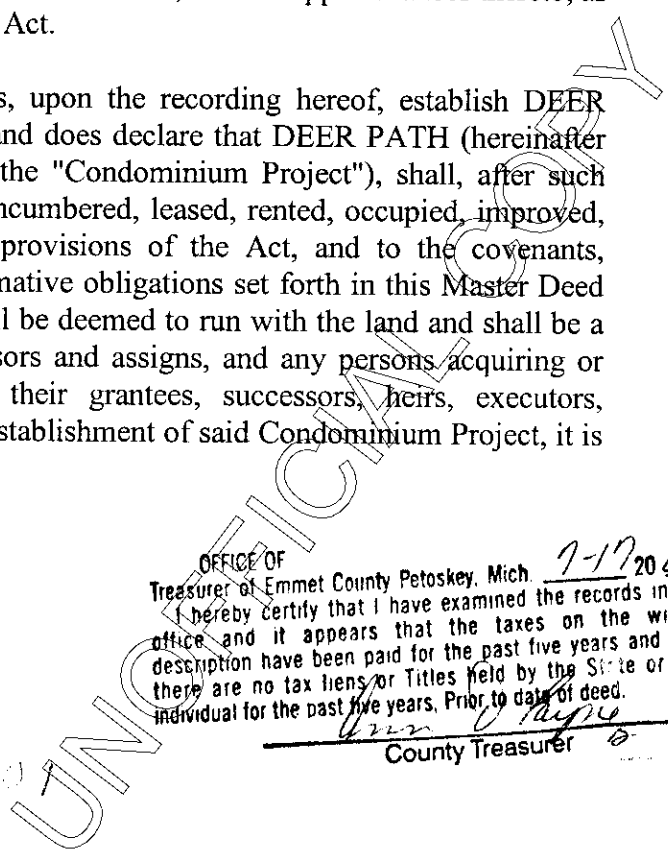 Act.
s, upon the recording hereof, establish DEER
and does declare that DEER PATH (hereinafter
the "Condominium Project"), shall, after such
ncumbered, leased, rented, occupied, improved,
provisions of the Act, and to the covenants,
mative obligations set forth in this Master Deed
l be deemed to run with the land and shall be a
sors and assigns, and any persons acquiring or
their grantees, successors, heirs, executors,
stablishment of said Condominium Project, it is
UNOFFICIAL COPY
OFFICE OF
Treasurer of Emmet County Petoskey, Mich. 7-17 20
I hereby certify that I have examined the records in
office and it appears that the taxes on the
description have been paid for the past five years and
there are no tax liens or Titles held by the State or
individual for the past five years, Prior to date of deed.
County Treasurer